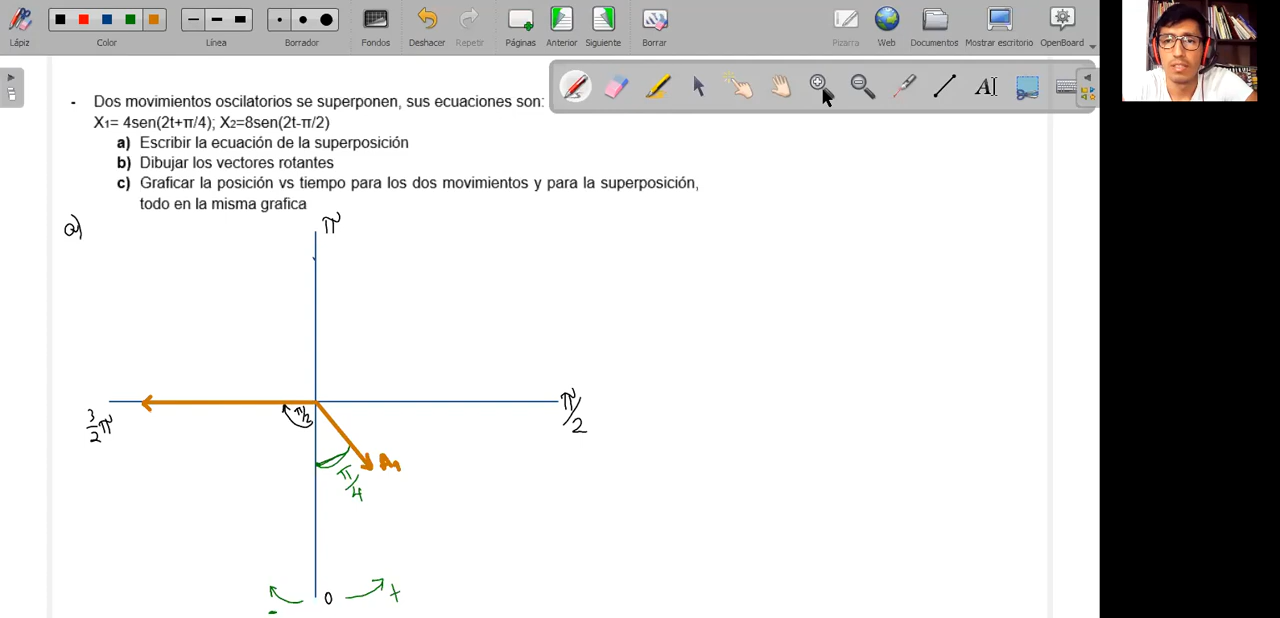 Lápiz
Color
Línea
Borrador
Fondos
Deshacer
Repetir
Páginas
Anterior
Siguiente
Borrar
Pizarra
Web
Documentos
Mostrar escritorio
OpenBoard
- Dos movimientos oscilatorios se superponen, sus ecuaciones son:
X1= 4sen(2t+π/4); X2=8sen(2t-π/2)
a) Escribir la ecuación de la superposición
b) Dibujar los vectores rotantes
c) Graficar la posición vs tiempo para los dos movimientos y para la superposición,
todo en la misma grafica
a)
π
3/2 π
π/2
π/2
A1
π/4
- 0 +